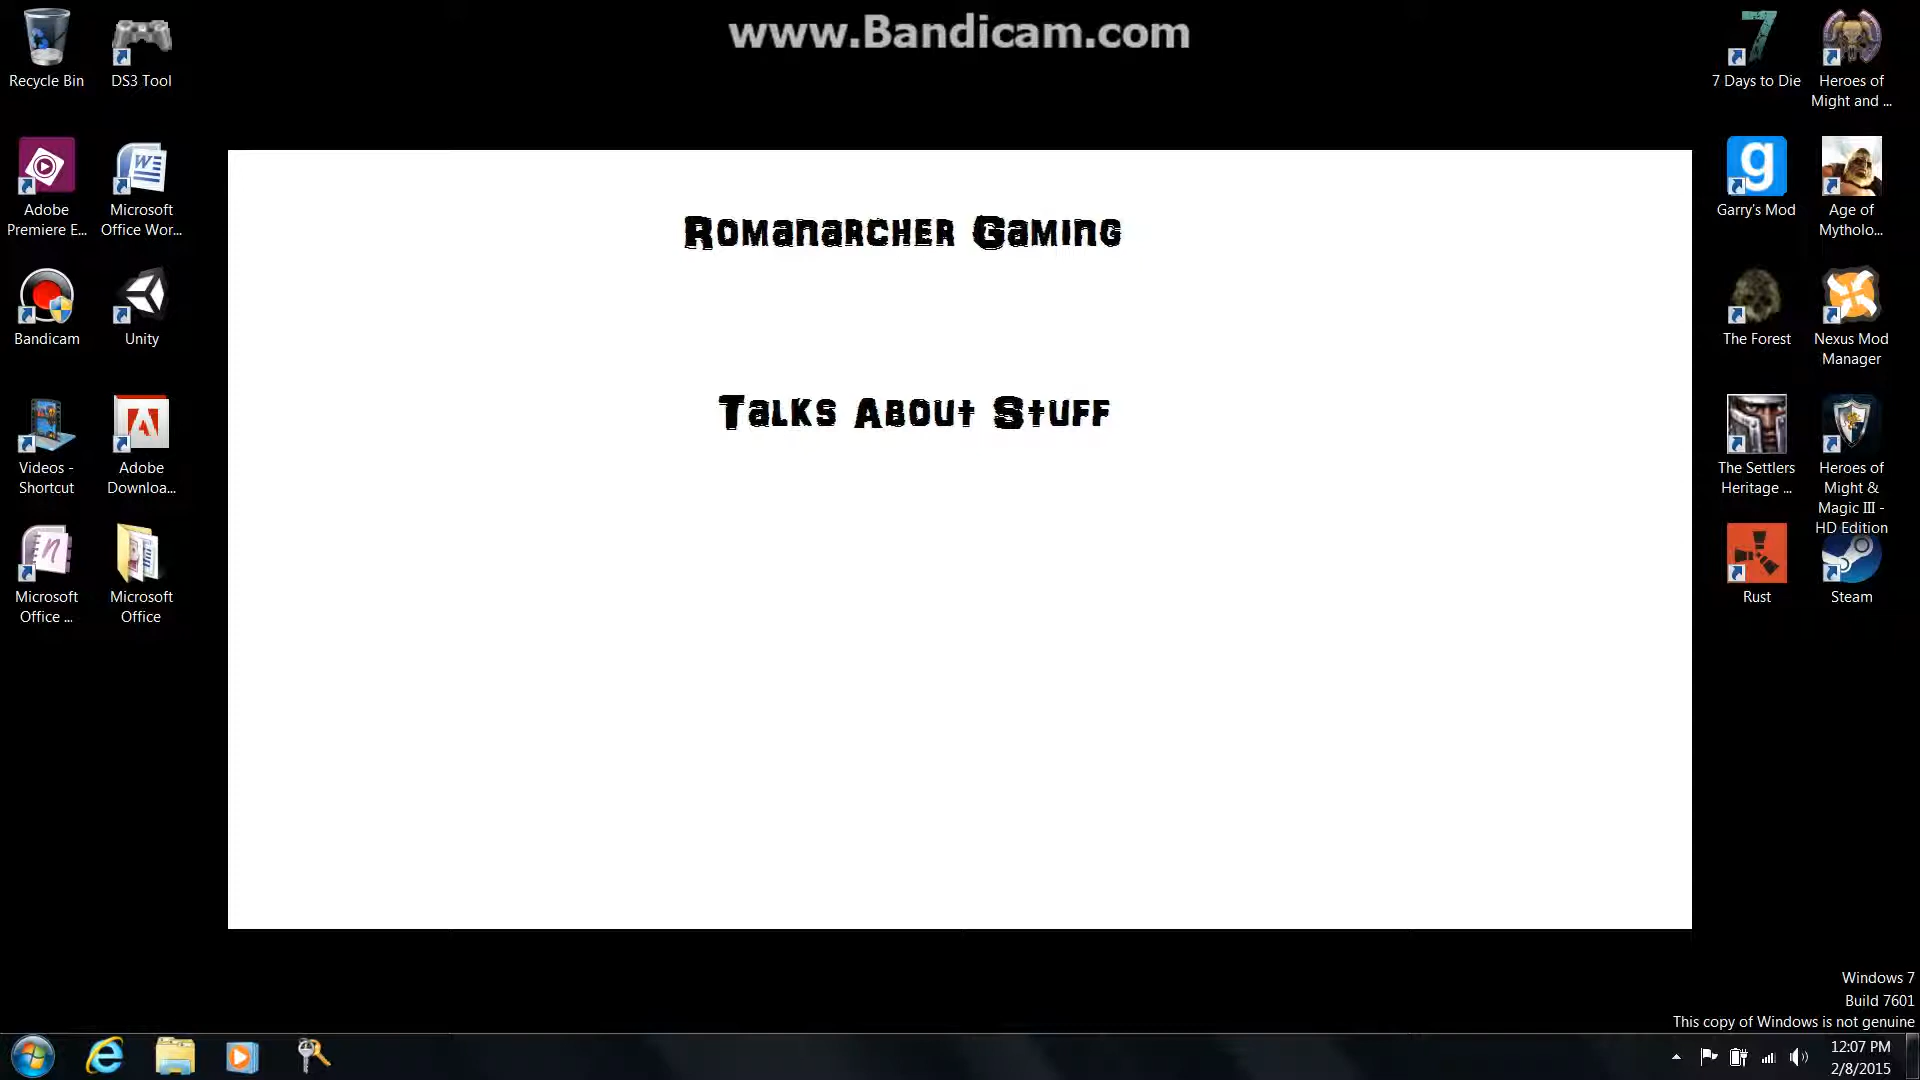 www.Bandicam.com
Recycle Bin
DS3 Tool
7 Days to Die
Heroes of
Might and ...
Adobe
Premiere E...
Microsoft
Office Wor...
Garry's Mod
Age of
Mytholo...
Romanarcher Gaming
Bandicam
Unity
The Forest
Nexus Mod
Manager
Talks About Stuff
Videos -
Shortcut
Adobe
Downloa...
The Settlers
Heritage ...
Heroes of
Might &
Magic III -
HD Edition
Microsoft
Office ...
Microsoft
Office
Rust
Steam
Windows 7
Build 7601
This copy of Windows is not genuine
12:07 PM
2/8/2015